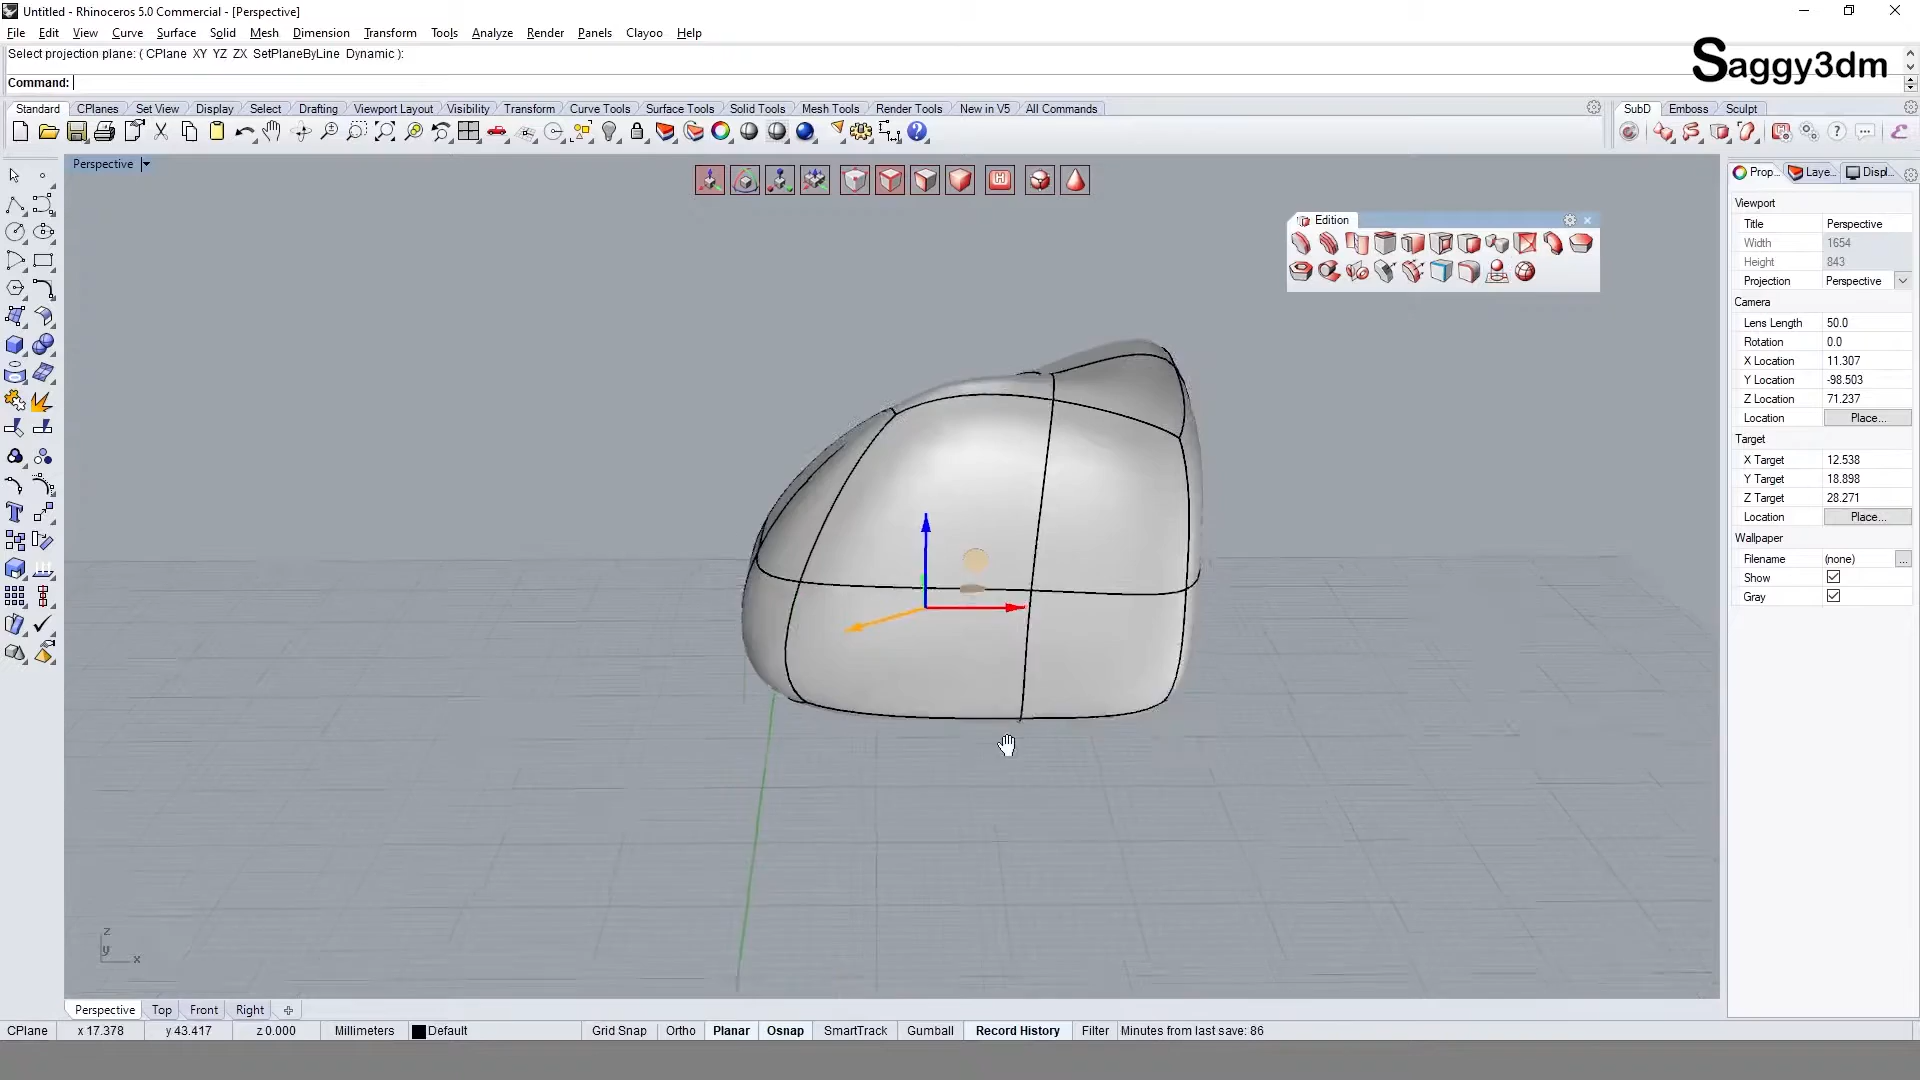 Untitled - Rhinoceros 5.0 Commercial - [Perspective]
File Edit View Curve Surface Solid Mesh Dimension Transform Tools Analyze Render Panels Clayoo Help
Select projection plane: ( CPlane XY YZ ZX SetPlaneByLine Dynamic ):
Saggy3dm
Command:
Standard CPlanes Set View Display Select Drafting Viewport Layout Visibility Transform Curve Tools Surface Tools Solid Tools Mesh Tools Render Tools New in V5 All Commands SubD Emboss Sculpt
Perspective
Prop... Laye... Displ...
Viewport
Edition
Title Perspective
Width 1654
Height 843
Projection Perspective
Camera
Lens Length 50.0
Rotation 0.0
X Location 11.307
Y Location -98.503
Z Location 71.237
Location Place...
Target
X Target 12.538
Y Target 18.898
Z Target 28.271
Location Place...
Wallpaper
Filename (none) ...
Show
Gray
z
y
x
Perspective Top Front Right
CPlane x 17.378 y 43.417 z 0.000 Millimeters Default Grid Snap Ortho Planar Osnap SmartTrack Gumball Record History Filter Minutes from last save: 86